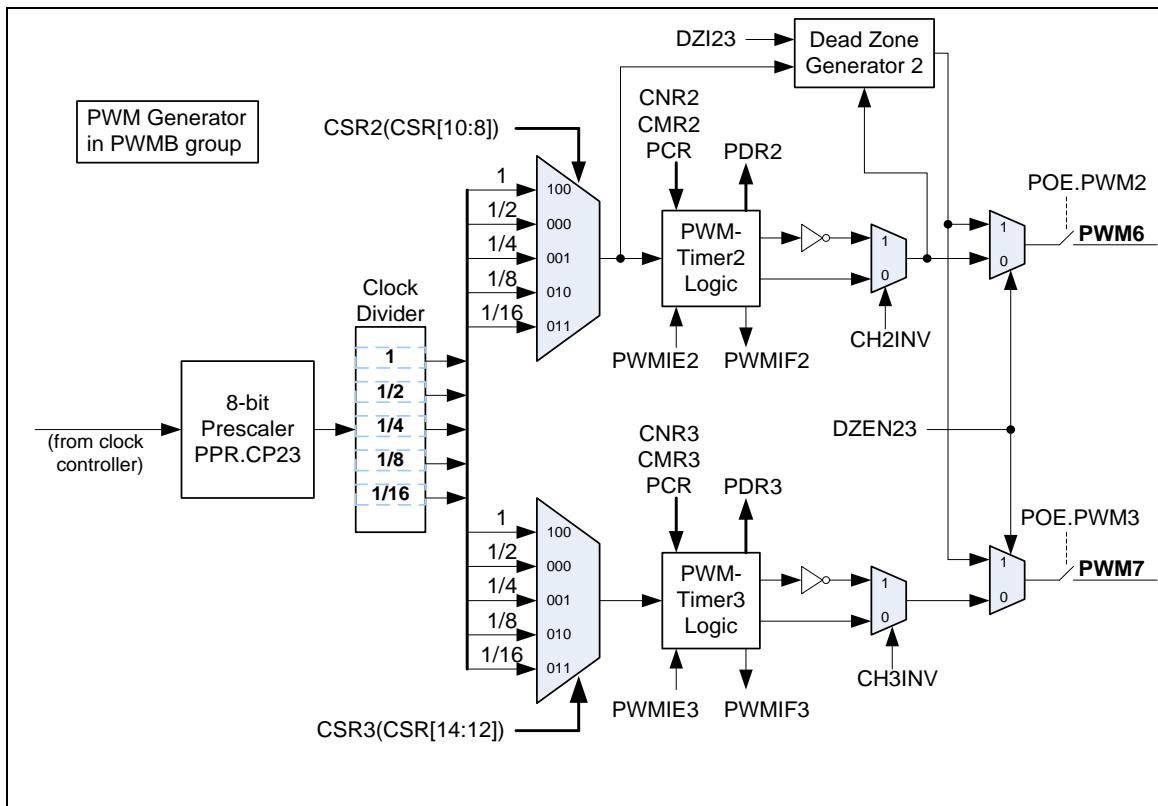 PWM Generator
in PWMB group
DZI23
Dead Zone
Generator 2
CSR2(CSR[10:8])
CNR2
CMR2
PCR
PDR2
1
1/2
1/4
1/8
1/16
100
000
001
010
011
PWM-
Timer2
Logic
1
0
1
0
POE.PWM2
PWM6
PWMIE2
PWMIF2
CH2INV
Clock
Divider
1
1/2
1/4
1/8
1/16
8-bit
Prescaler
PPR.CP23
(from clock
controller)
DZEN23
CNR3
CMR3
PCR
PDR3
1
1/2
1/4
1/8
1/16
100
000
001
010
011
PWM-
Timer3
Logic
1
0
1
0
POE.PWM3
PWM7
PWMIE3
PWMIF3
CH3INV
CSR3(CSR[14:12])